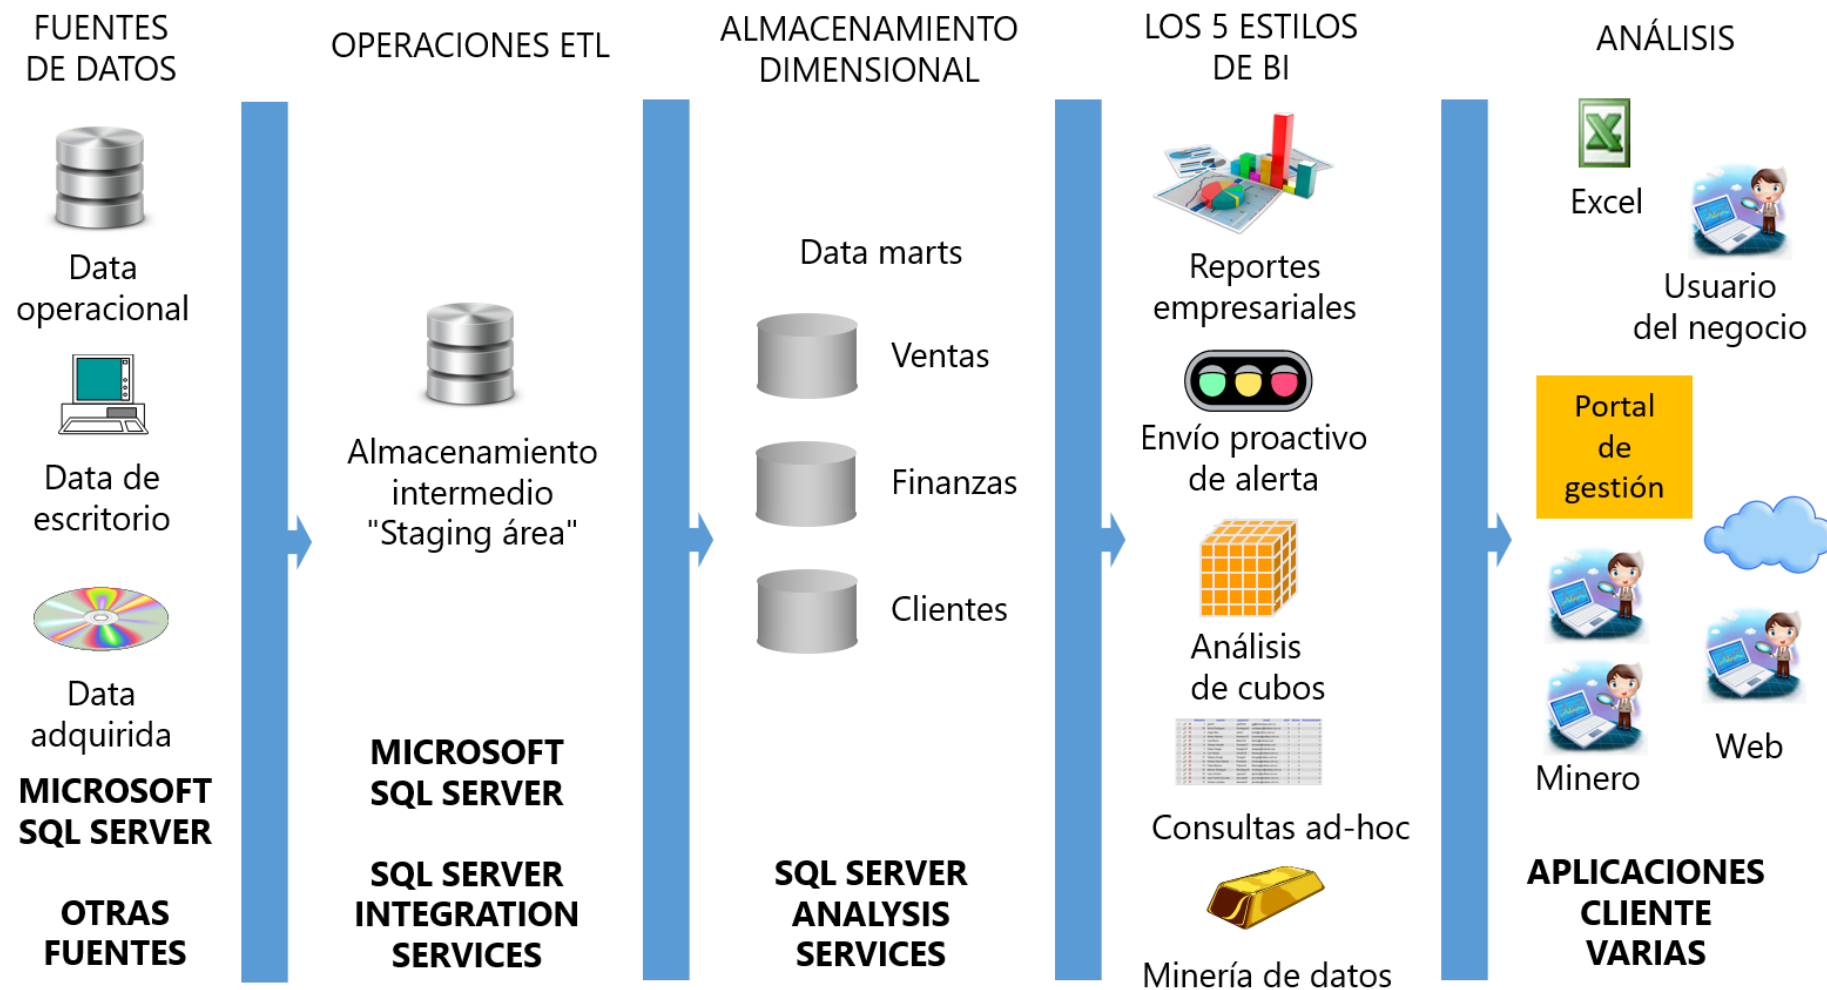 FUENTES
DE DATOS
Data
operacional
Data de
escritorio
Data
adquirida
MICROSOFT
SQL SERVER
OTRAS
FUENTES
OPERACIONES ETL
Almacenamiento
intermedio
"Staging área"
MICROSOFT
SQL SERVER
SQL SERVER
INTEGRATION
SERVICES
ALMACENAMIENTO
DIMENSIONAL
Data marts
Ventas
Finanzas
Clientes
SQL SERVER
ANALYSIS
SERVICES
LOS 5 ESTILOS
DE BI
Reportes
empresariales
Envío proactivo
de alerta
Análisis
de cubos
Consultas ad-hoc
Minería de datos
ANÁLISIS
Excel
Usuario
del negocio
Portal
de
gestión
Minero
Web
APLICACIONES
CLIENTE
VARIAS